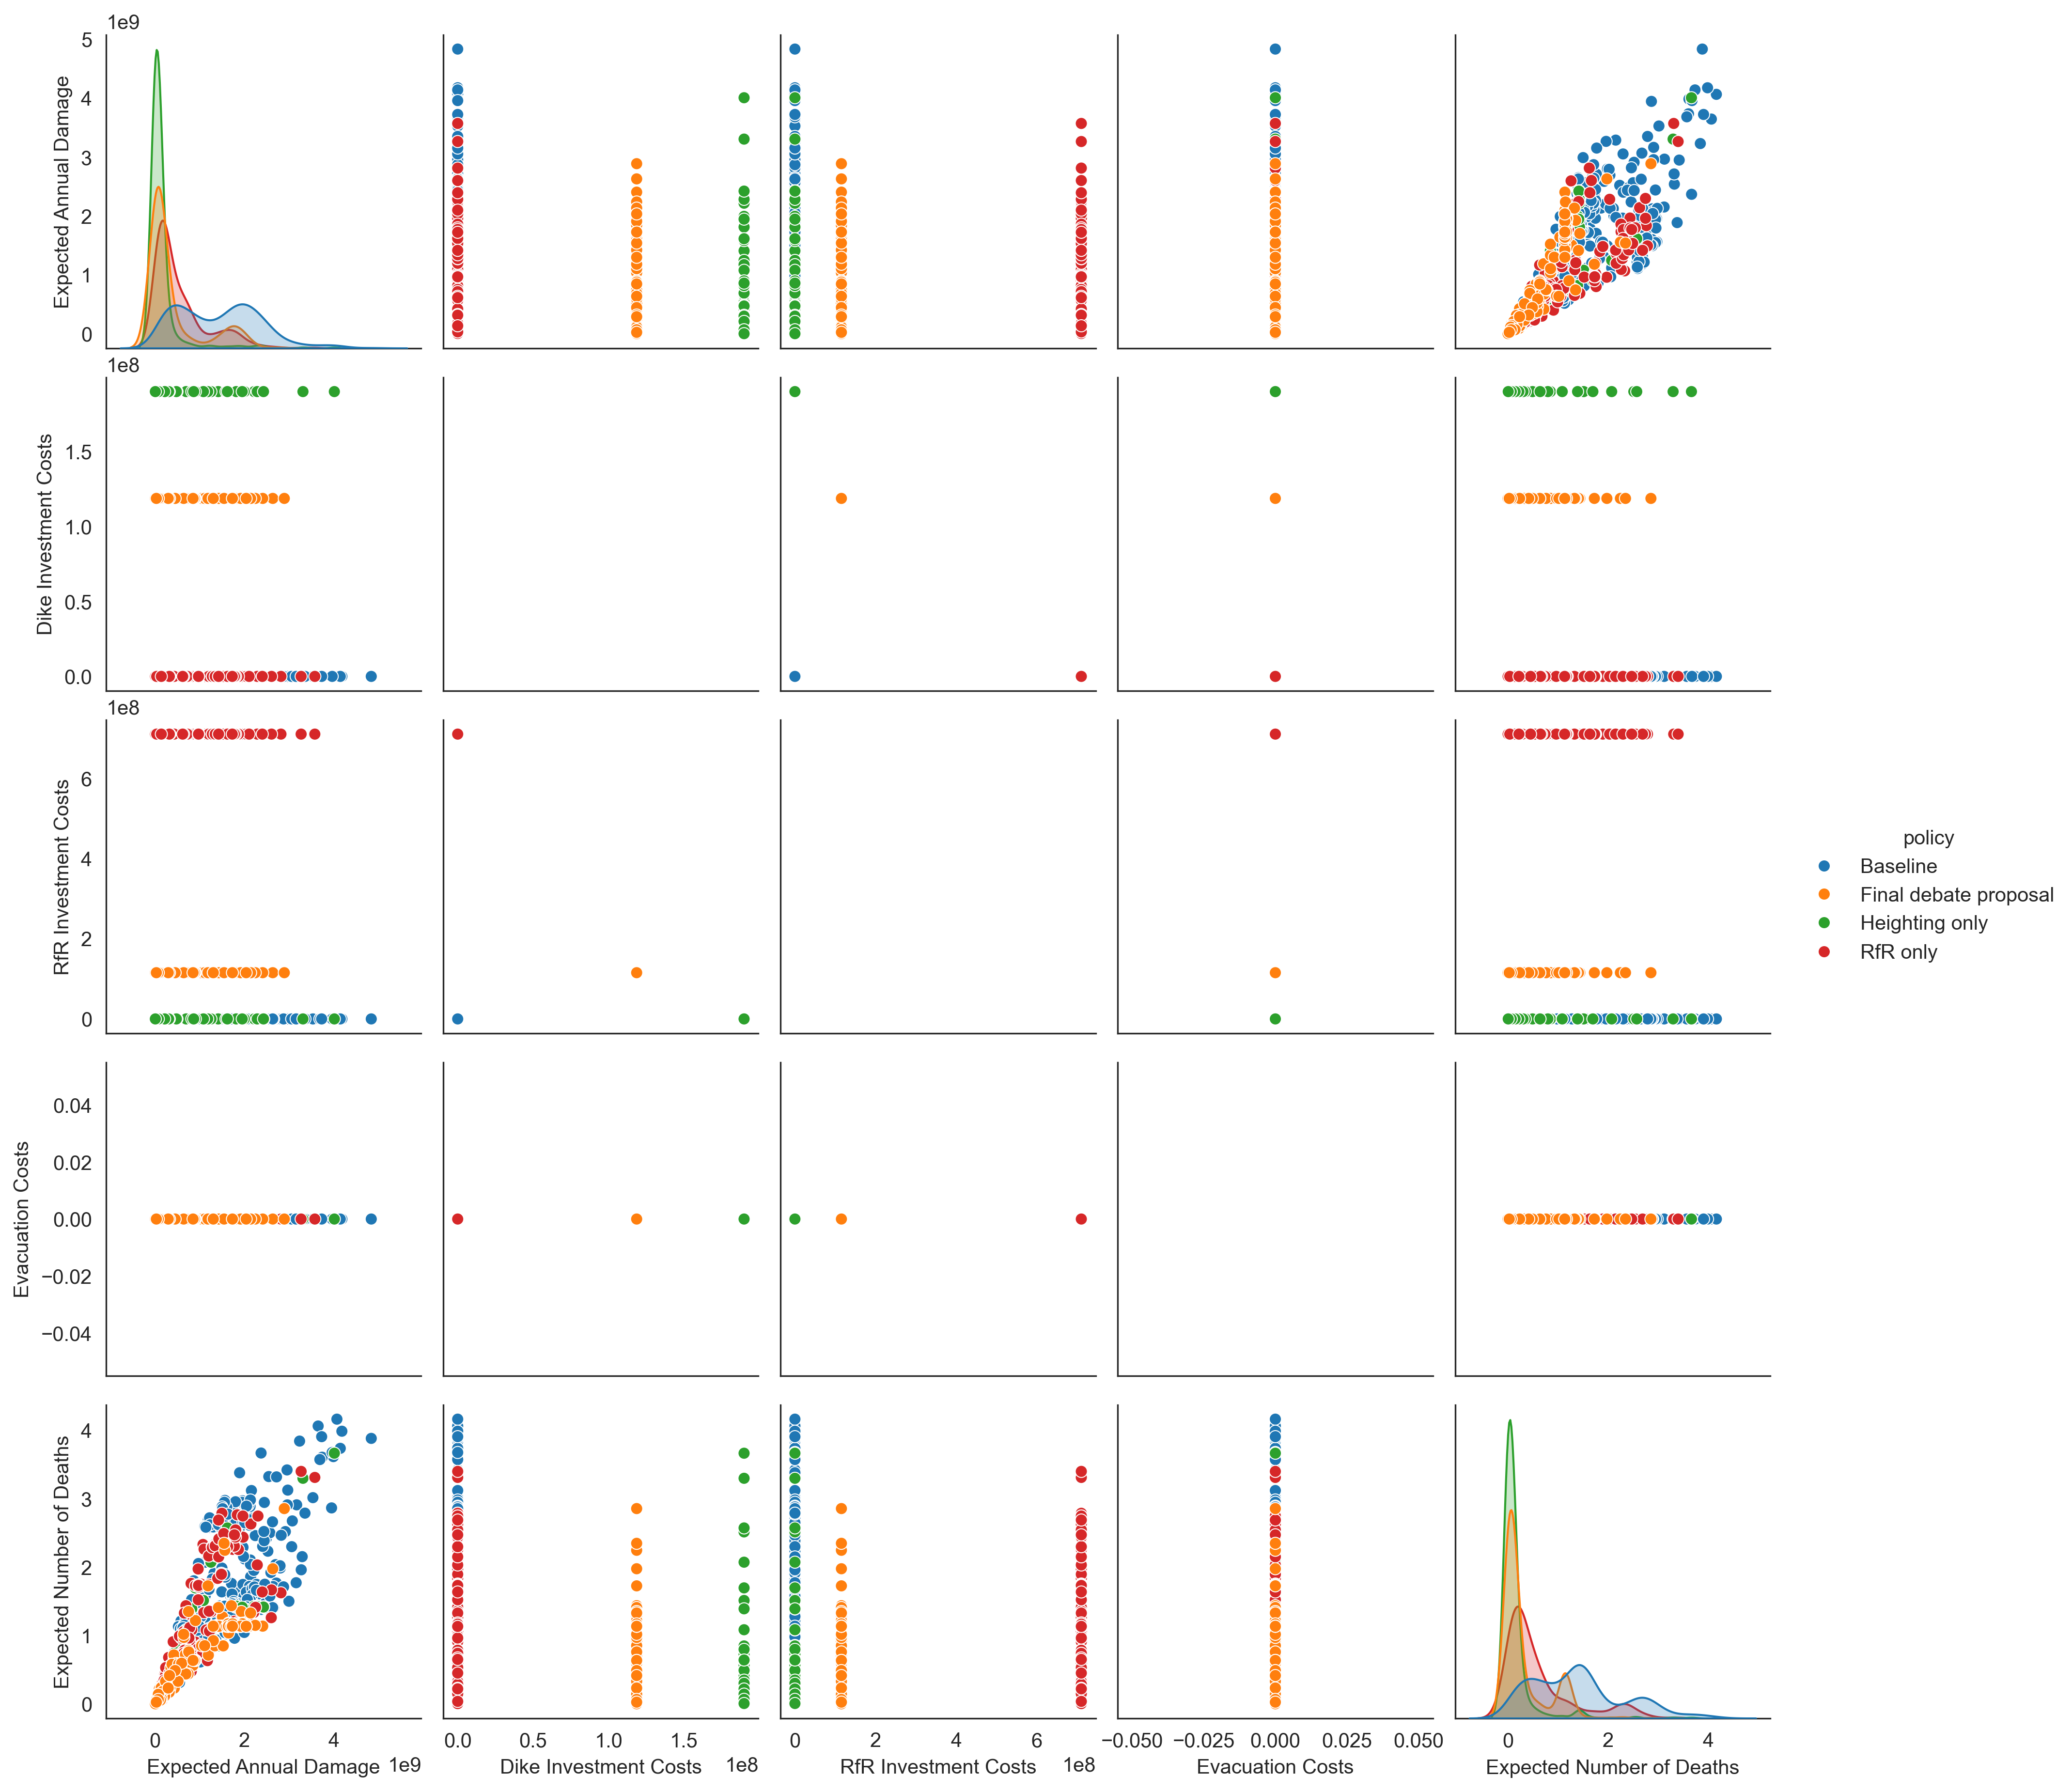 1e9
5
4
3
2
1
0
Expected Annual Damage
1e8
1.5
1.0
0.5
0.0
Dike Investment Costs
1e8
6
4
2
0
RfR Investment Costs
policy
Baseline
Final debate proposal
Heighting only
RfR only
0.04
0.02
0.00
−0.02
−0.04
Evacuation Costs
4
3
2
1
0
Expected Number of Deaths
0 2 4
Expected Annual Damage 1e9
0.0 0.5 1.0 1.5
Dike Investment Costs 1e8
0 2 4 6
RfR Investment Costs 1e8
−0.050 −0.025 0.000 0.025 0.050
Evacuation Costs
0 2 4
Expected Number of Deaths